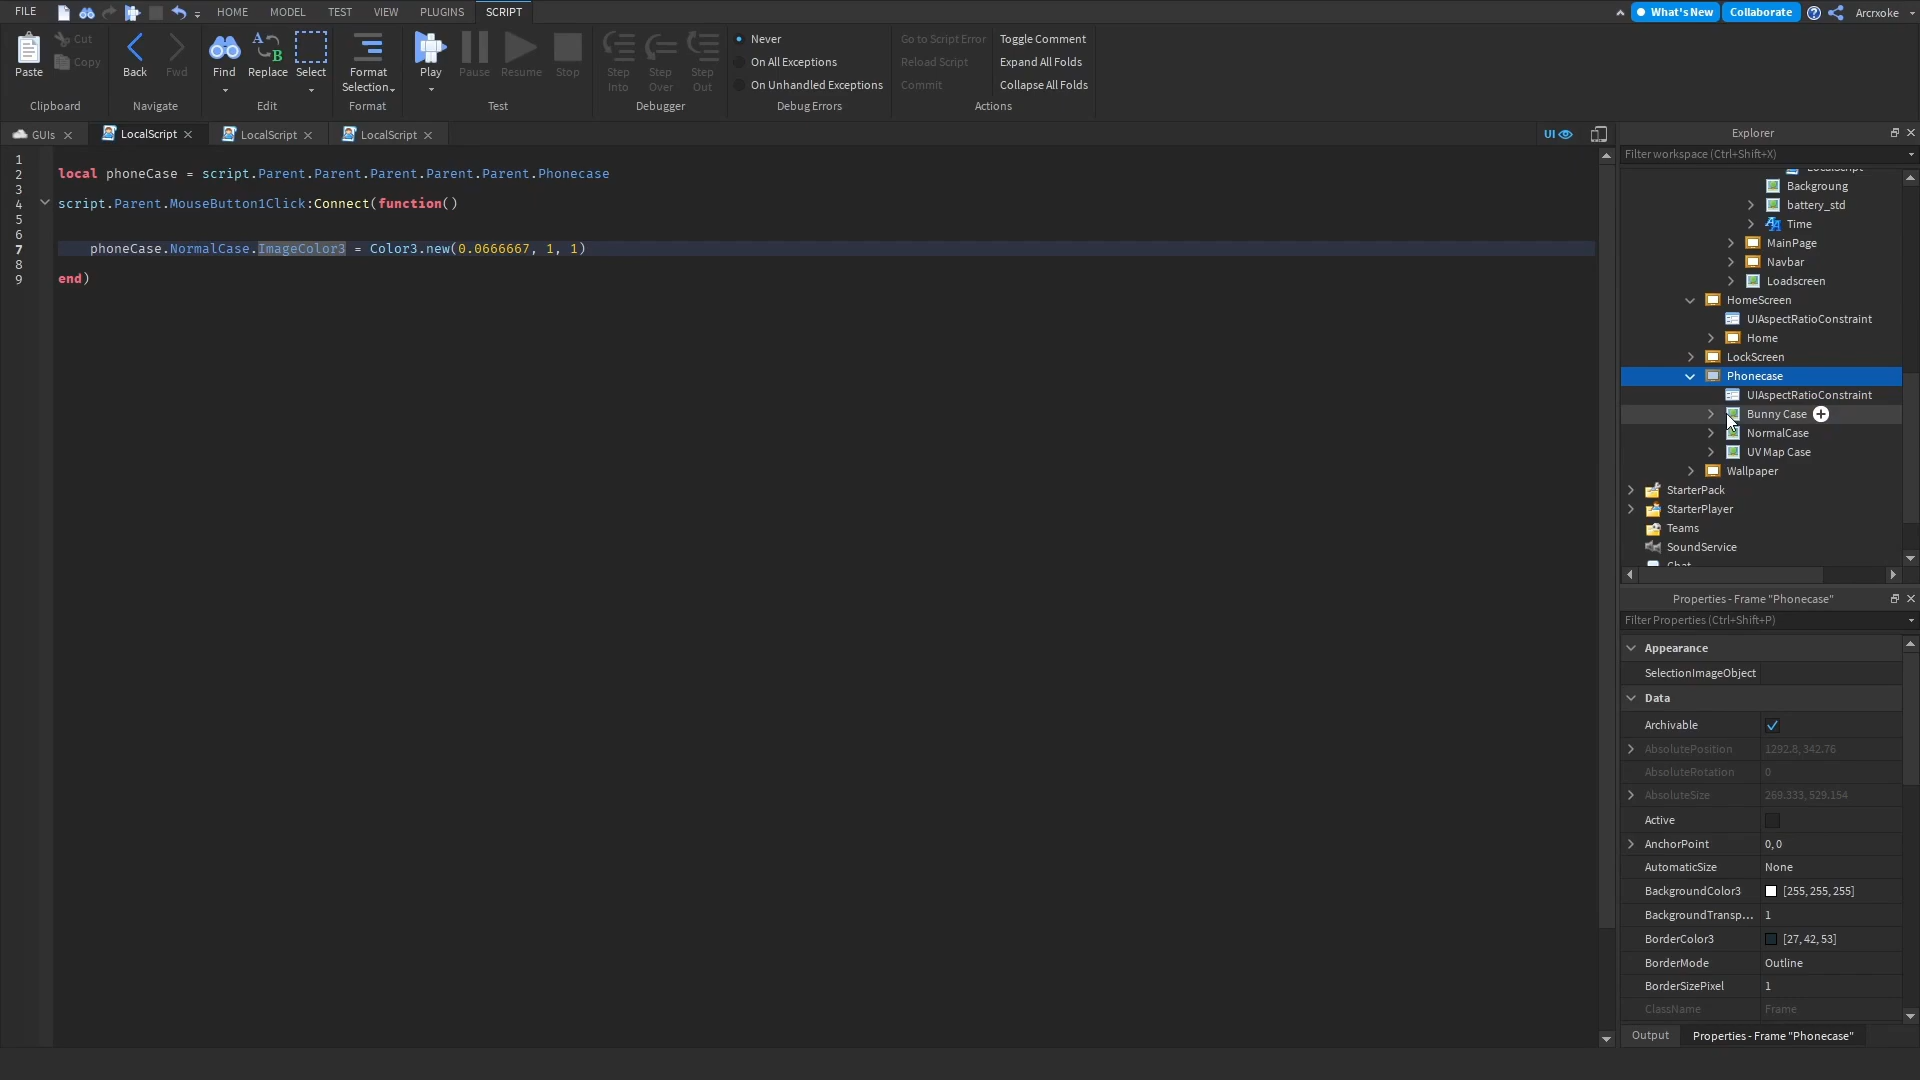 FILE
HOME
MODEL
TEST
VIEW
PLUGINS
SCRIPT
What's New
Collaborate
Arcrxoke
Paste
Cut
Copy
Clipboard
Back
Fwd
Navigate
Find
Replace
Select
Edit
Format
Selection
Format
Play
Pause
Resume
Stop
Test
Step
Into
Step
Over
Step
Out
Debugger
Never
On All Exceptions
On Unhandled Exceptions
Debug Errors
Go to Script Error
Reload Script
Commit
Toggle Comment
Expand All Folds
Collapse All Folds
Actions
GUIs
LocalScript
LocalScript
LocalScript
UI
1
2 local phoneCase = script.Parent.Parent.Parent.Parent.Parent.Phonecase
3
4 script.Parent.MouseButton1Click:Connect(function()
5
6
7 phoneCase.NormalCase.ImageColor3 = Color3.new(0.0666667, 1, 1)
8
9 end)
Explorer
Filter workspace (Ctrl+Shift+X)
LocalScript
Backgroung
battery_std
Time
MainPage
Navbar
Loadscreen
HomeScreen
UIAspectRatioConstraint
Home
LockScreen
Phonecase
UIAspectRatioConstraint
Bunny Case
NormalCase
UV Map Case
Wallpaper
StarterPack
StarterPlayer
Teams
SoundService
Chat
Properties - Frame "Phonecase"
Filter Properties (Ctrl+Shift+P)
Appearance
SelectionImageObject
Data
Archivable
AbsolutePosition 1292.8, 342.76
AbsoluteRotation 0
AbsoluteSize 269.333, 529.154
Active
AnchorPoint 0, 0
AutomaticSize None
BackgroundColor3 [255, 255, 255]
BackgroundTransp... 1
BorderColor3 [27, 42, 53]
BorderMode Outline
BorderSizePixel 1
ClassName Frame
Output
Properties - Frame "Phonecase"